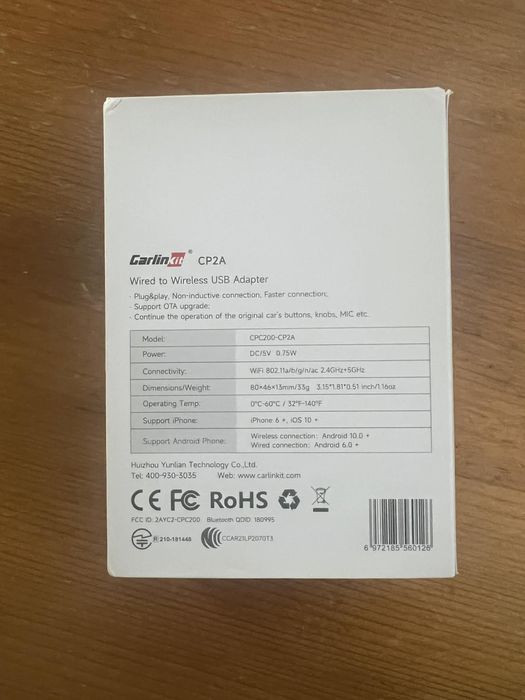 Carlinkit® CP2A
Wired to Wireless USB Adapter
· Plug&play, Non-inductive connection, Faster connection;
· Support OTA upgrade;
· Continue the operation of the original car's buttons, knobs, MIC etc.
Model: CPC200-CP2A
Power: DC/5V 0.75W
Connectivity: WiFi 802.11a/b/g/n/ac 2.4GHz+5GHz
Dimensions/Weight: 80×46×13mm/33g 3.15*1.81*0.51 inch/1.16oz
Operating Temp: 0°C-60°C / 32°F-140°F
Support iPhone: iPhone 6 +, iOS 10 +
Support Android Phone: Wireless connection: Android 10.0 +
Wired connection: Android 6.0 +
Huizhou Yunlian Technology Co.,Ltd.
Tel: 400-930-3035 Web: www.carlinkit.com
CE FC RoHS
FCC ID: 2AYC2-CPC200 Bluetooth QDID: 180995
R 210-181448 CCAR21LP2070T3
6 972185 560126